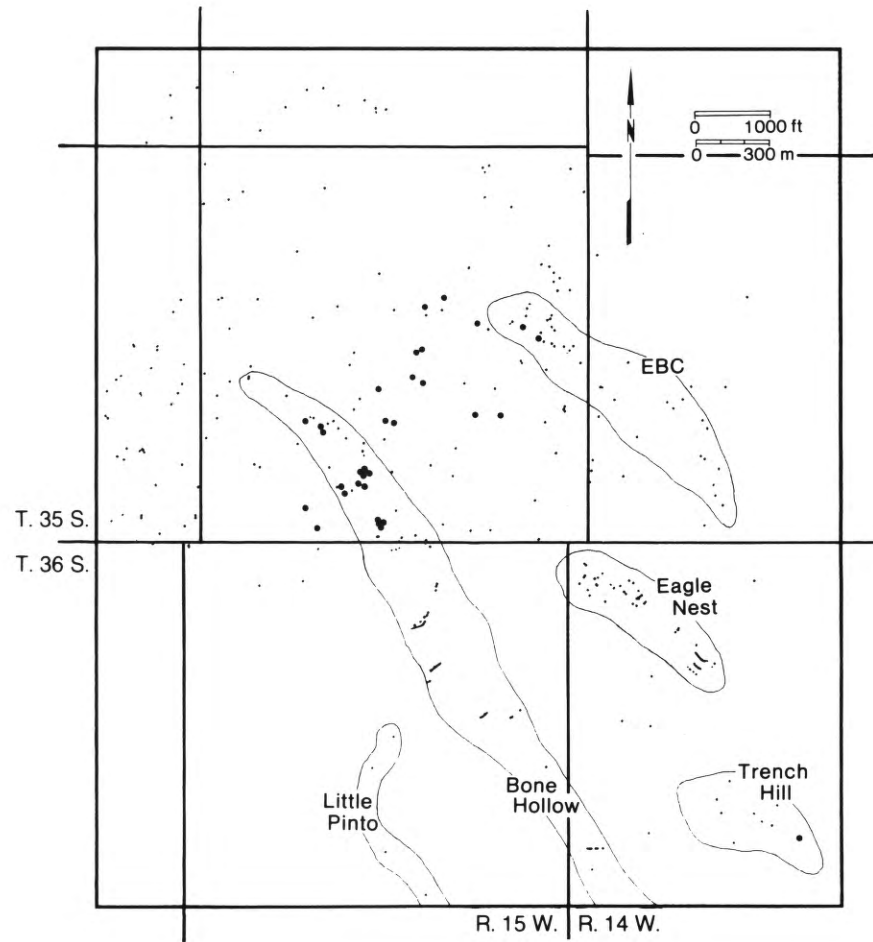 N
0 1000 ft
0 300 m
EBC
T. 35 S.
T. 36 S.
Eagle
Nest
Trench
Hill
Bone
Hollow
Little
Pinto
R. 15 W. R. 14 W.